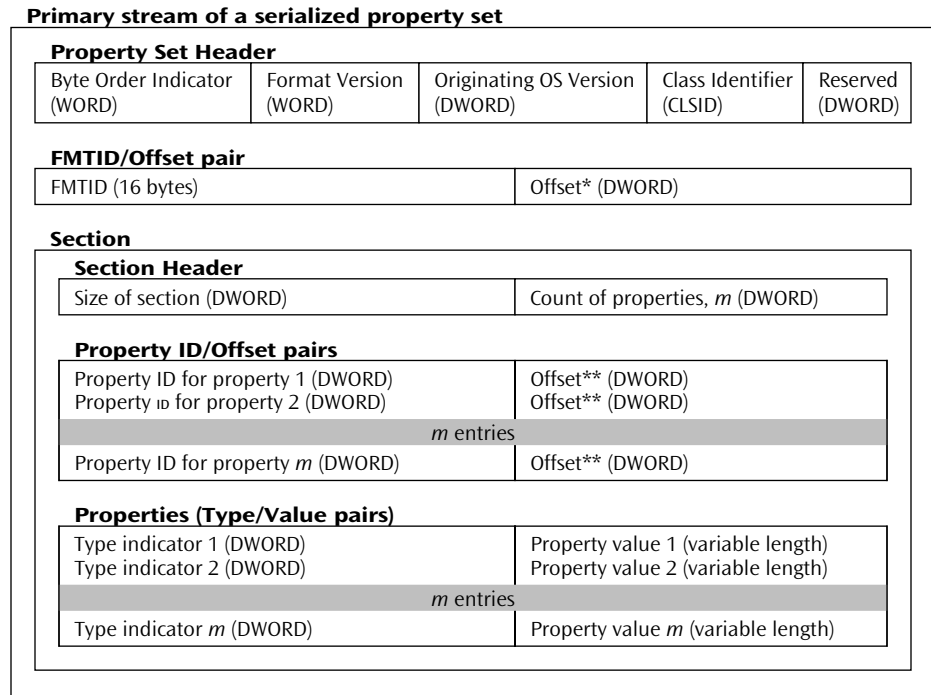 Primary stream of a serialized property set
Property Set Header
Byte Order Indicator (WORD)
Format Version (WORD)
Originating OS Version (DWORD)
Class Identifier (CLSID)
Reserved (DWORD)
FMTID/Offset pair
FMTID (16 bytes)
Offset* (DWORD)
Section
Section Header
Size of section (DWORD)
Count of properties, m (DWORD)
Property ID/Offset pairs
Property ID for property 1 (DWORD)
Offset** (DWORD)
Property ID for property 2 (DWORD)
Offset** (DWORD)
m entries
Property ID for property m (DWORD)
Offset** (DWORD)
Properties (Type/Value pairs)
Type indicator 1 (DWORD)
Property value 1 (variable length)
Type indicator 2 (DWORD)
Property value 2 (variable length)
m entries
Type indicator m (DWORD)
Property value m (variable length)